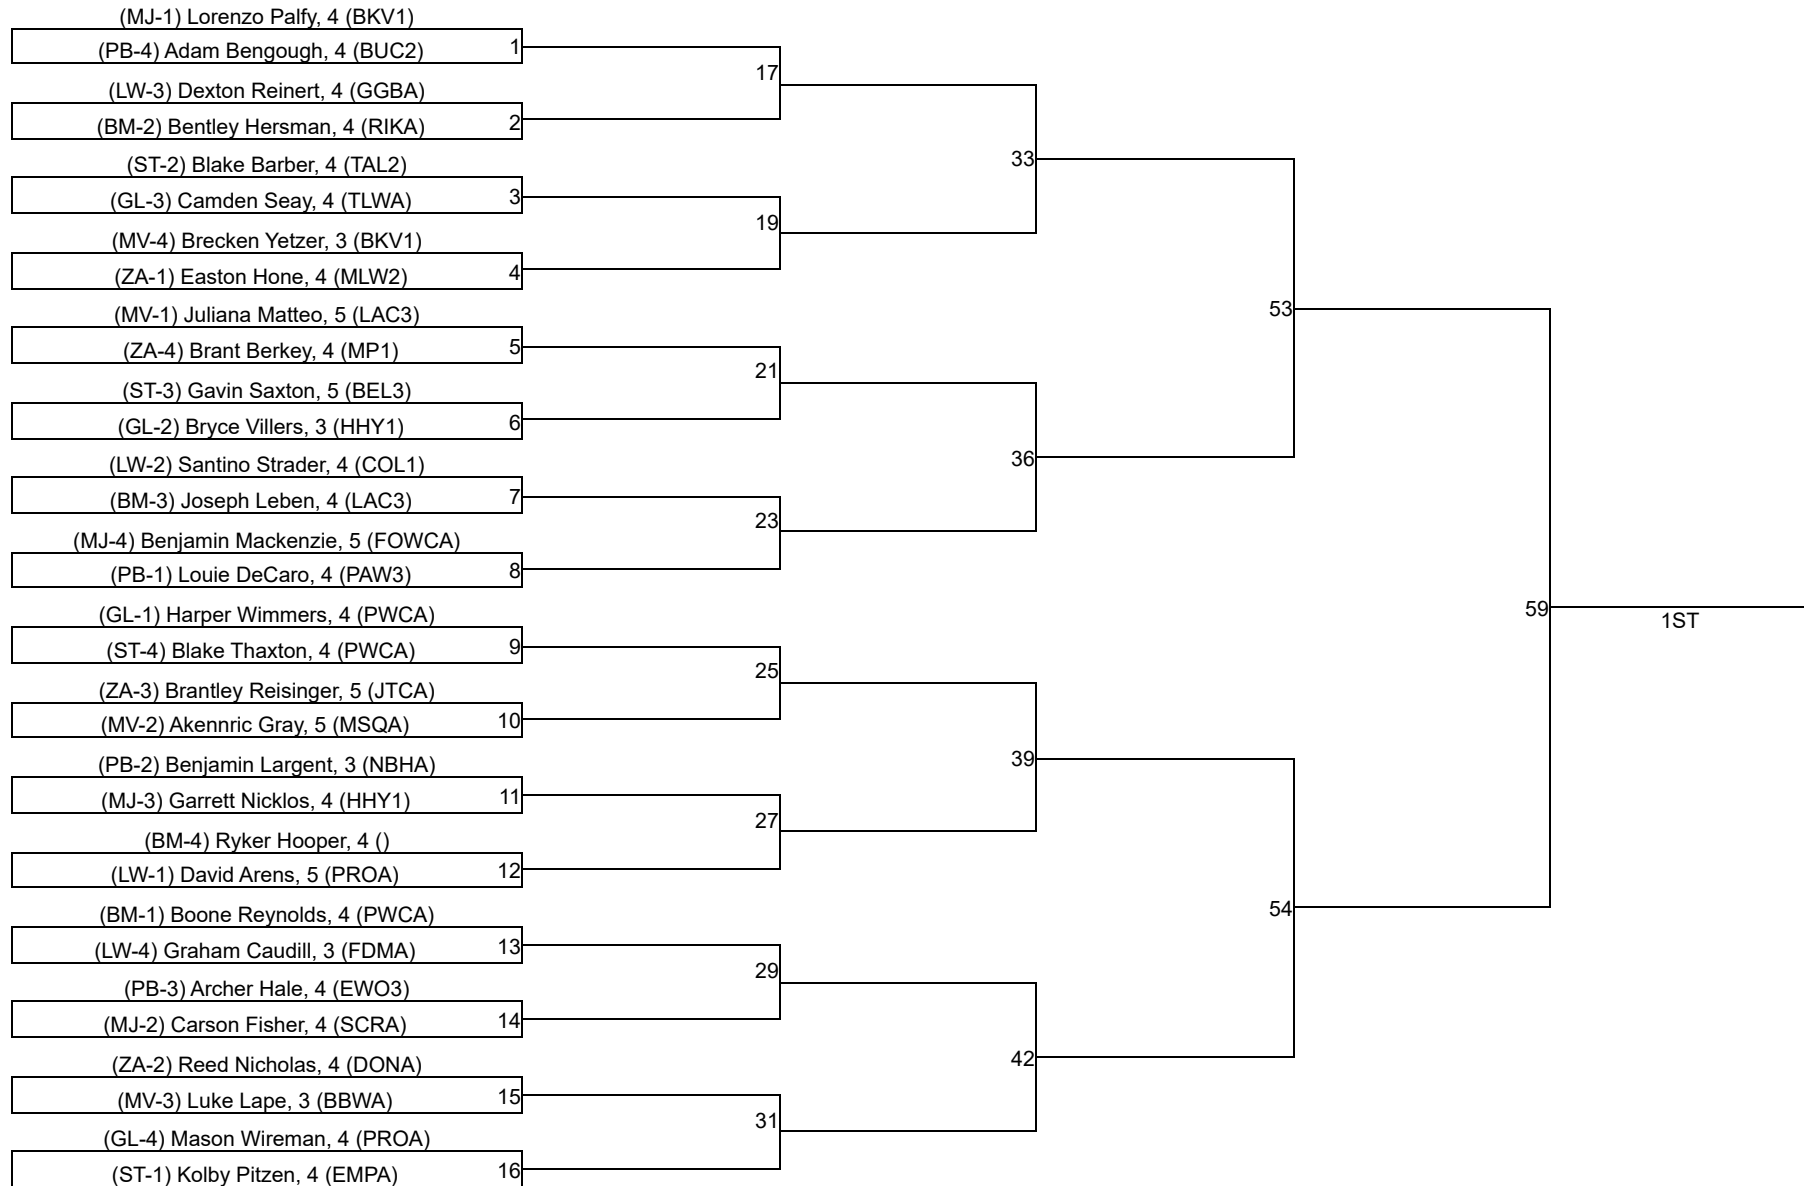 (MJ-1) Lorenzo Palfy, 4 (BKV1)
(PB-4) Adam Bengough, 4 (BUC2)
1
17
(LW-3) Dexton Reinert, 4 (GGBA)
(BM-2) Bentley Hersman, 4 (RIKA)
2
33
(ST-2) Blake Barber, 4 (TAL2)
(GL-3) Camden Seay, 4 (TLWA)
3
19
(MV-4) Brecken Yetzer, 3 (BKV1)
(ZA-1) Easton Hone, 4 (MLW2)
4
53
(MV-1) Juliana Matteo, 5 (LAC3)
(ZA-4) Brant Berkey, 4 (MP1)
5
21
(ST-3) Gavin Saxton, 5 (BEL3)
(GL-2) Bryce Villers, 3 (HHY1)
6
36
(LW-2) Santino Strader, 4 (COL1)
(BM-3) Joseph Leben, 4 (LAC3)
7
23
(MJ-4) Benjamin Mackenzie, 5 (FOWCA)
(PB-1) Louie DeCaro, 4 (PAW3)
8
59
1ST
(GL-1) Harper Wimmers, 4 (PWCA)
(ST-4) Blake Thaxton, 4 (PWCA)
9
25
(ZA-3) Brantley Reisinger, 5 (JTCA)
(MV-2) Akennric Gray, 5 (MSQA)
10
39
(PB-2) Benjamin Largent, 3 (NBHA)
(MJ-3) Garrett Nicklos, 4 (HHY1)
11
27
(BM-4) Ryker Hooper, 4 ()
(LW-1) David Arens, 5 (PROA)
12
54
(BM-1) Boone Reynolds, 4 (PWCA)
(LW-4) Graham Caudill, 3 (FDMA)
13
29
(PB-3) Archer Hale, 4 (EWO3)
(MJ-2) Carson Fisher, 4 (SCRA)
14
42
(ZA-2) Reed Nicholas, 4 (DONA)
(MV-3) Luke Lape, 3 (BBWA)
15
31
(GL-4) Mason Wireman, 4 (PROA)
(ST-1) Kolby Pitzen, 4 (EMPA)
16